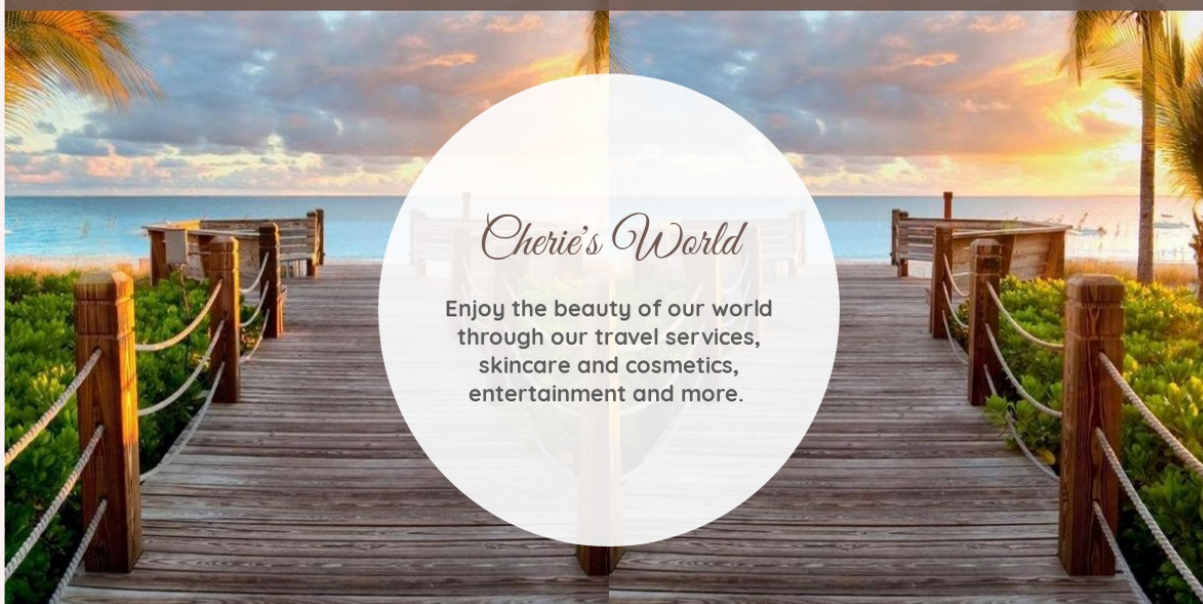 Cherie's World
Enjoy the beauty of our world
through our travel services,
skincare and cosmetics,
entertainment and more.